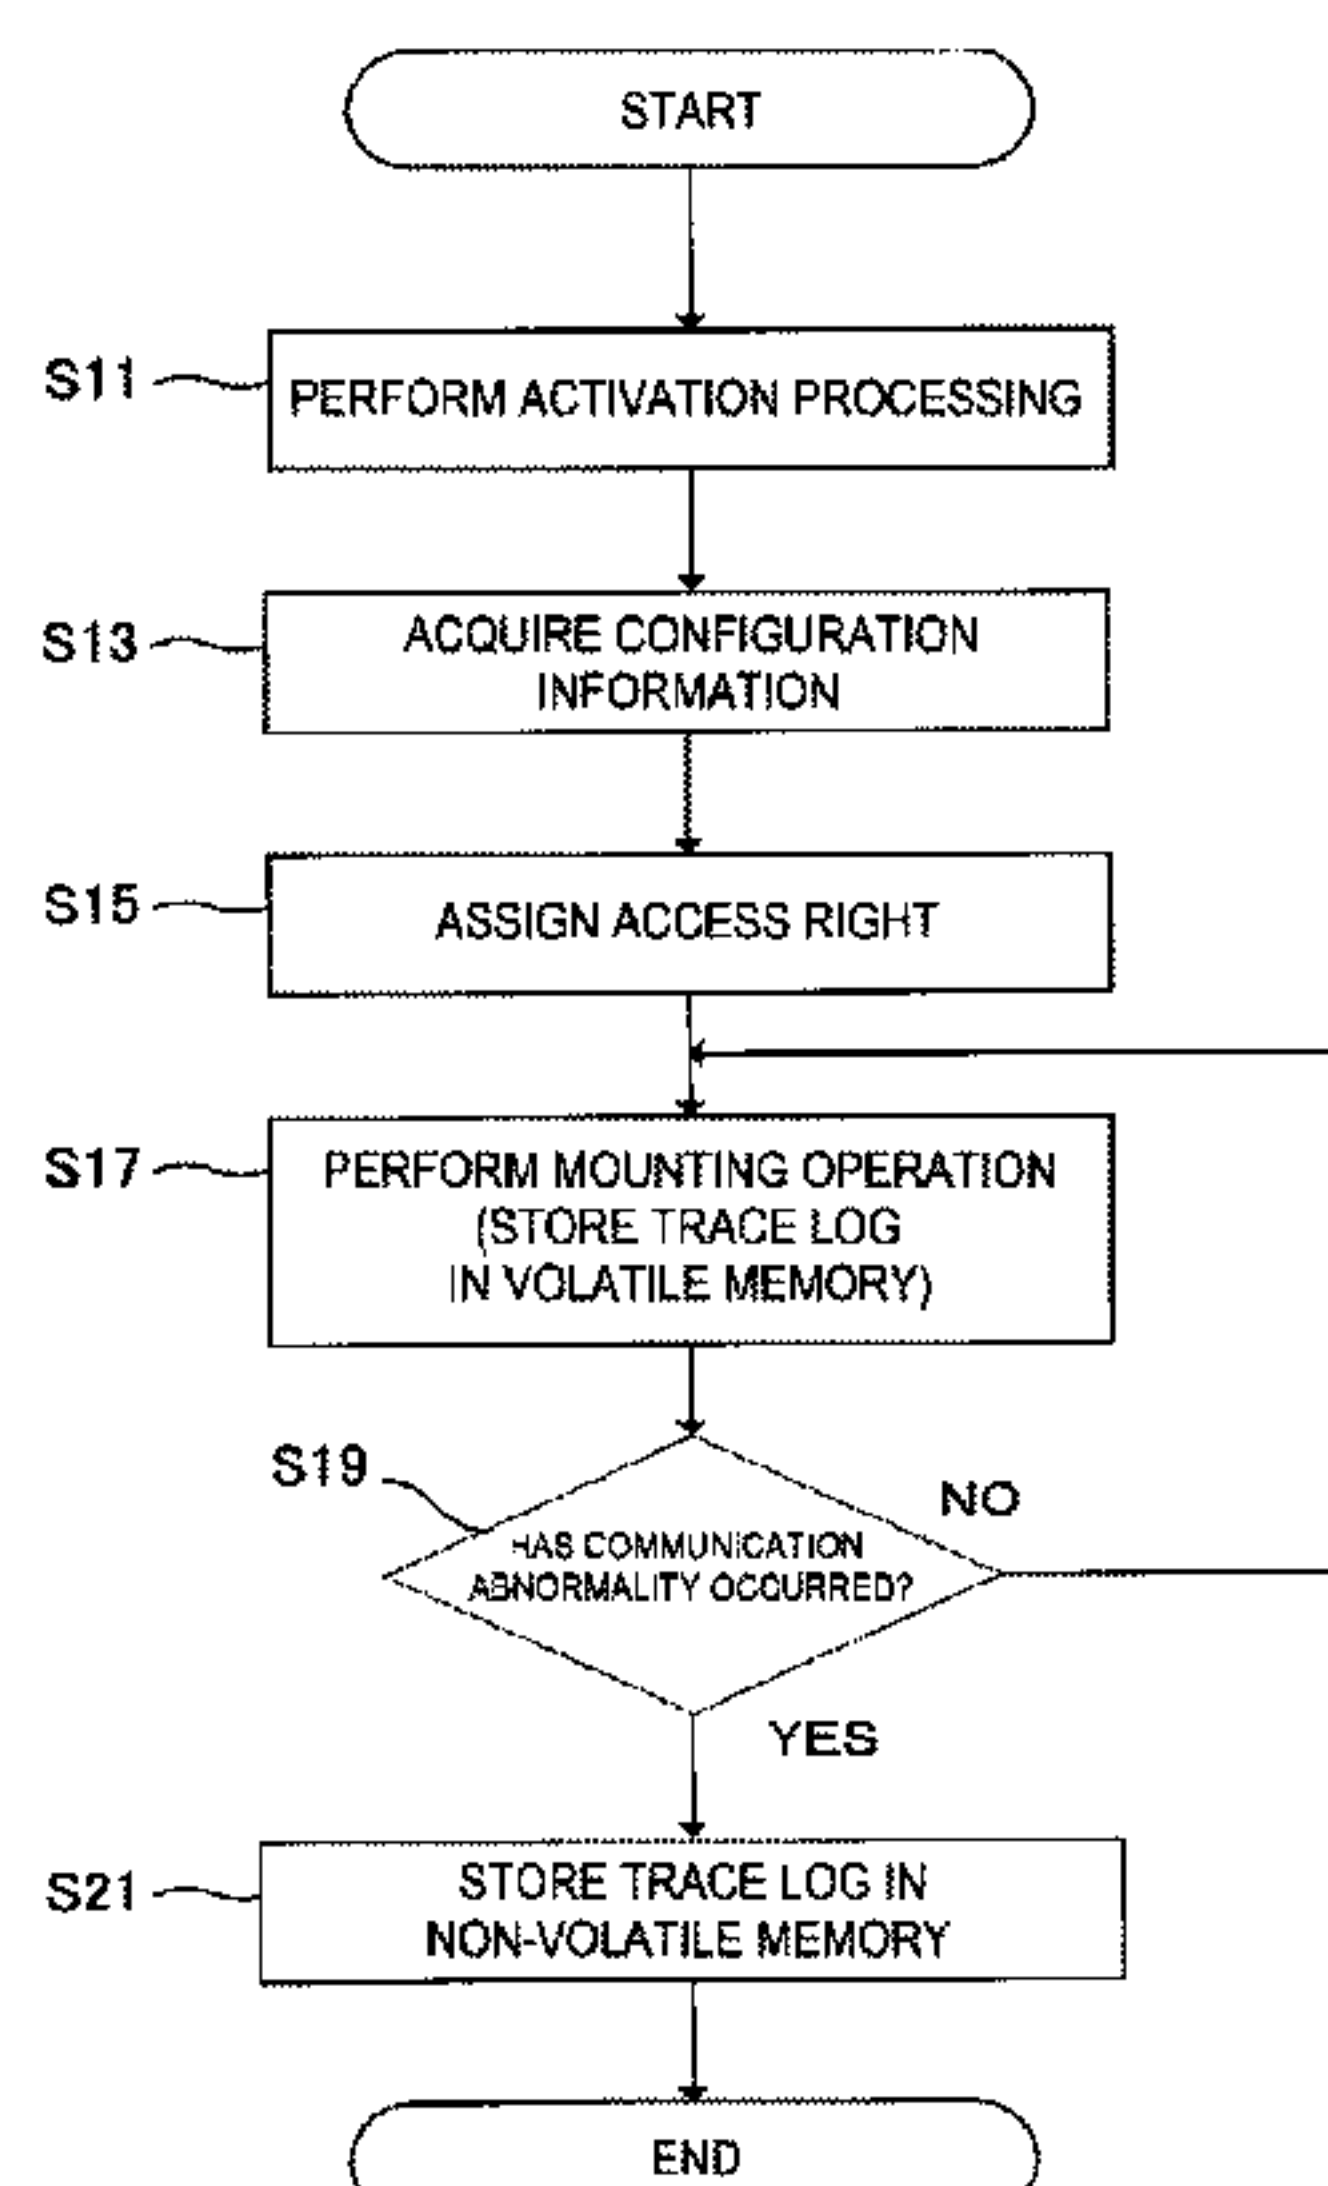 START
S11
PERFORM ACTIVATION PROCESSING
S13
ACQUIRE CONFIGURATION
INFORMATION
S15
ASSIGN ACCESS RIGHT
S17
PERFORM MOUNTING OPERATION
(STORE TRACE LOG
IN VOLATILE MEMORY)
S19
NO
HAS COMMUNICATION
ABNORMALITY OCCURRED?
YES
S21
STORE TRACE LOG IN
NON-VOLATILE MEMORY
END